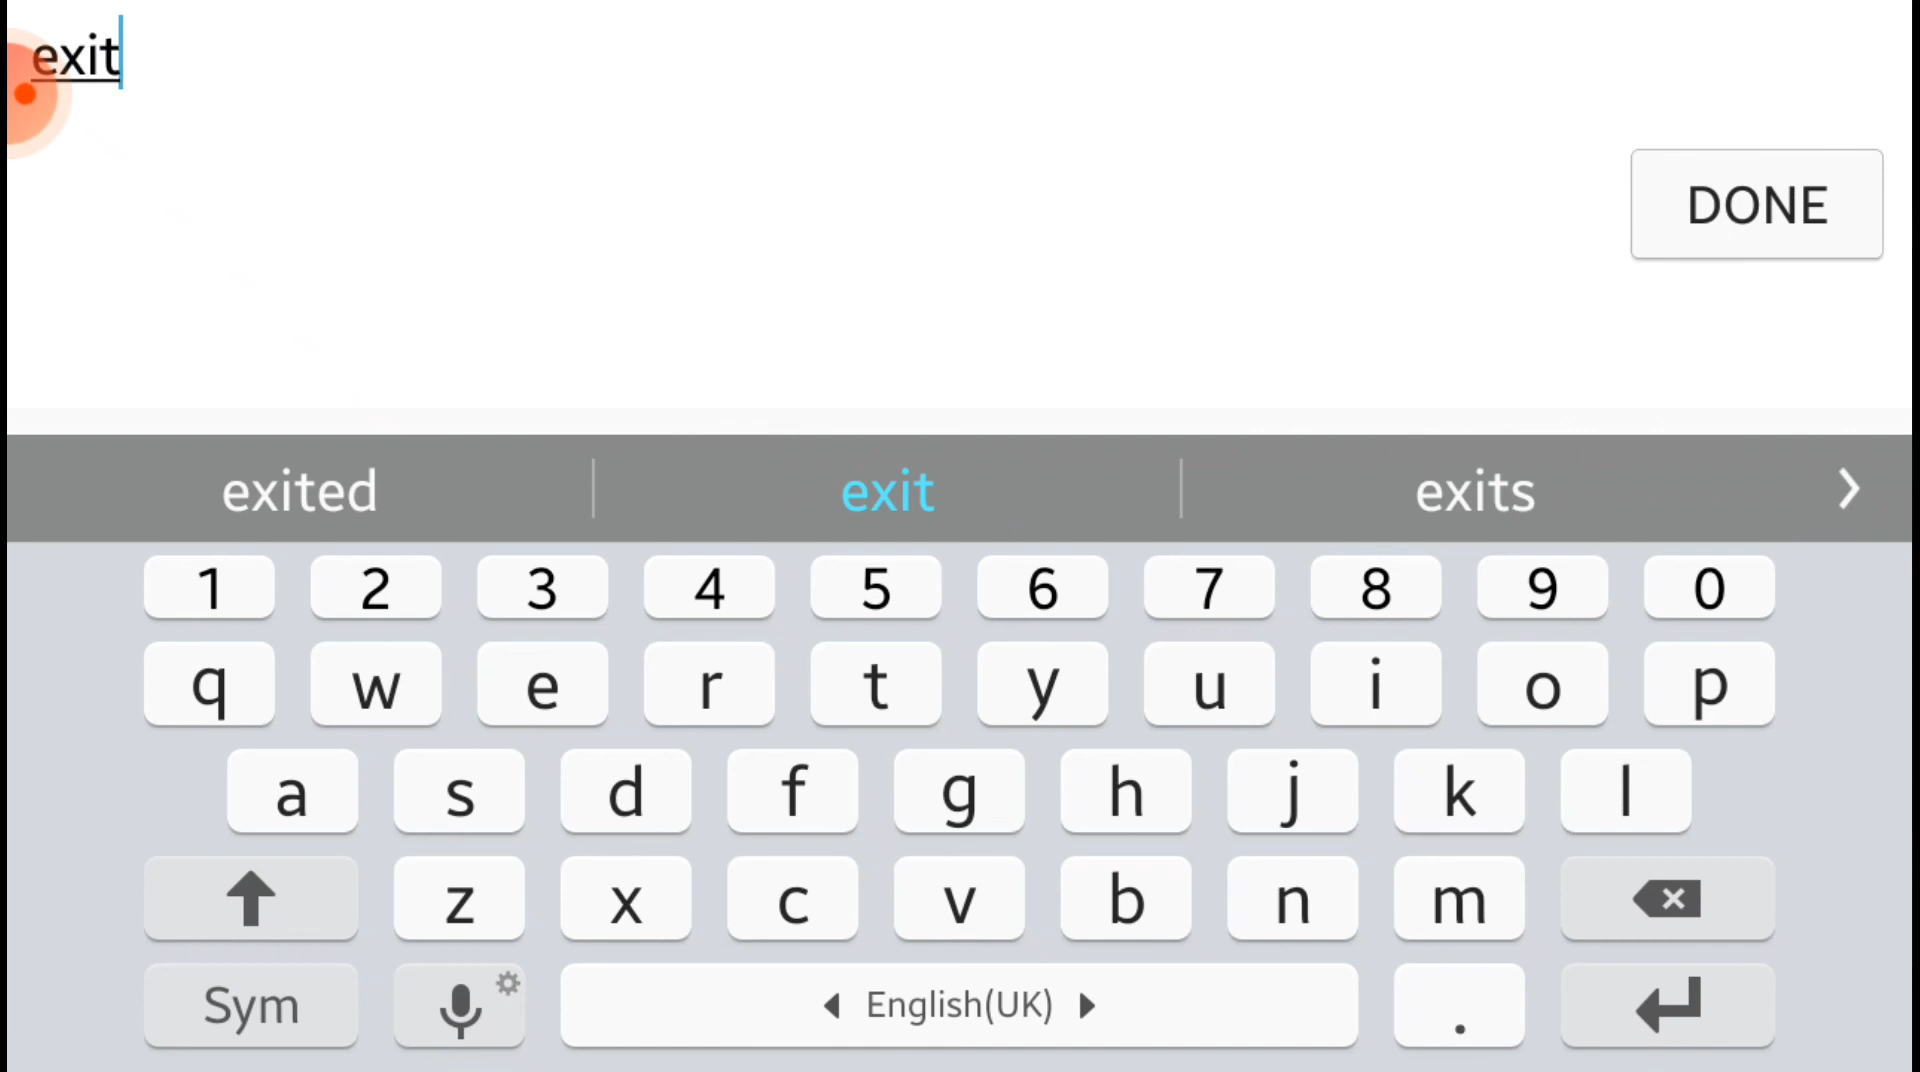 exit
DONE
exited exit exits
1 2 3 4 5 6 7 8 9 0
q w e r t y u i o p
a s d f g h j k l
z x c v b n m
Sym English(UK) .